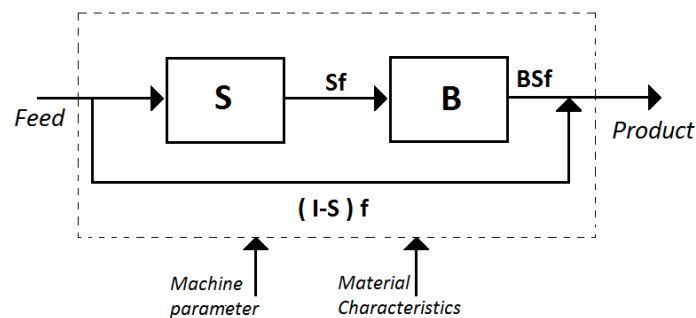 S
Sf
B
BSf
Feed
Product
( I-S ) f
Machine
parameter
Material
Characteristics